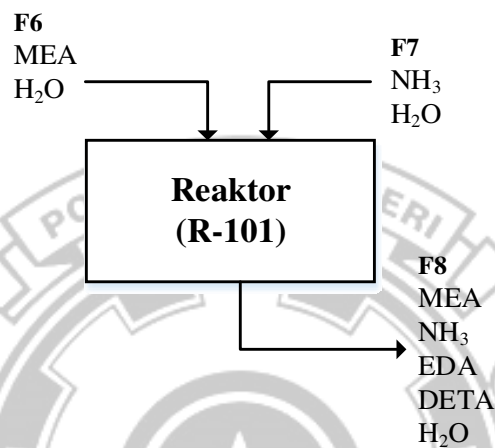 F6
MEA
H₂O
F7
NH₃
H₂O
Reaktor
(R-101)
F8
MEA
NH₃
EDA
DETA
H₂O